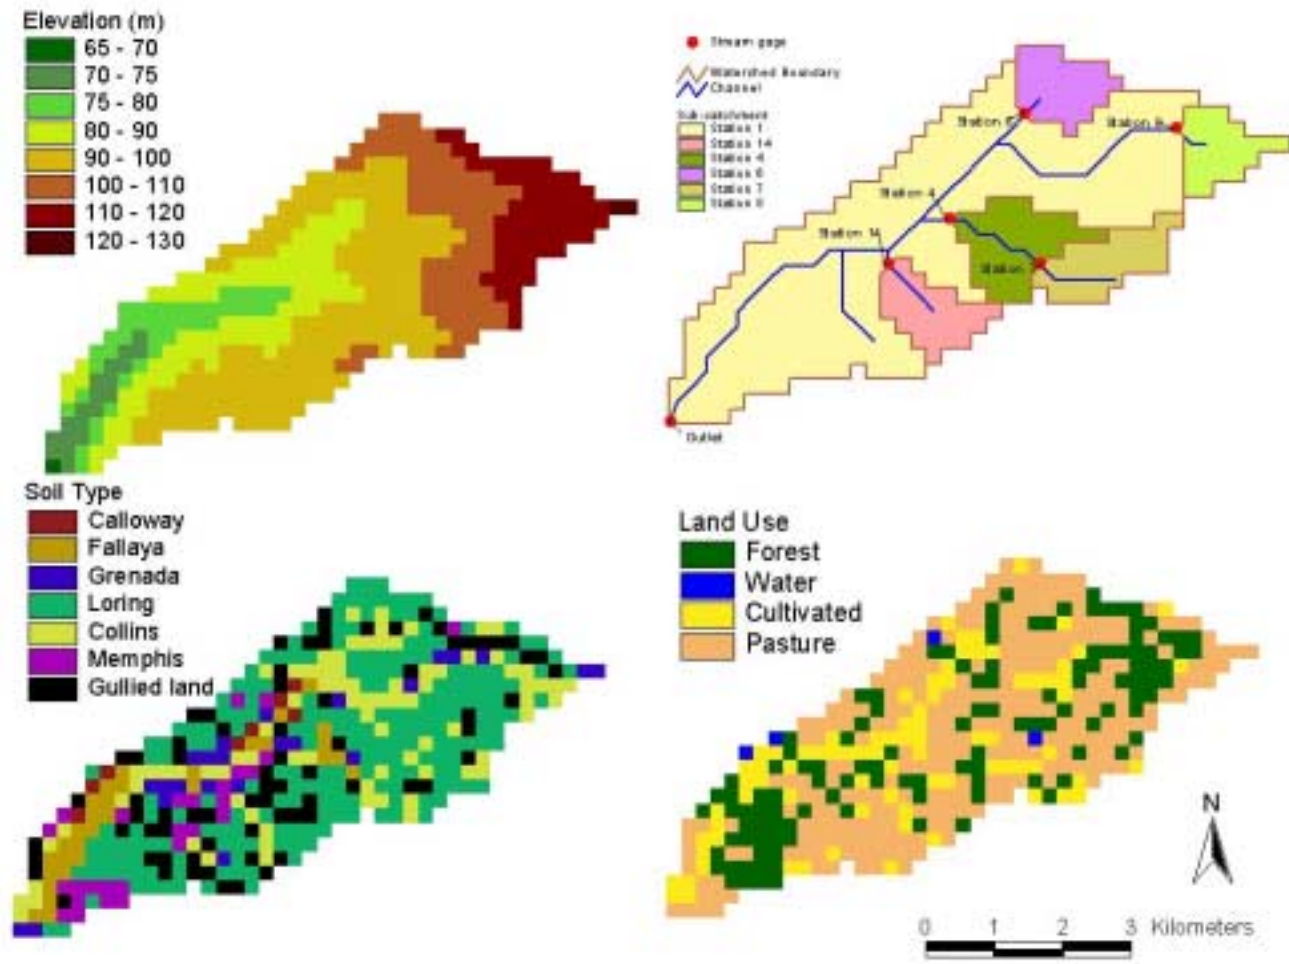 Elevation (m)
65 - 70
70 - 75
75 - 80
80 - 90
90 - 100
100 - 110
110 - 120
120 - 130
Stream gage
Watershed Boundary
Channel
Sub-catchment
Station 1
Station 14
Station 4
Station 6
Station 7
Station 8
Station 6
Station 8
Station 4
Station 14
Station
Outlet
Soil Type
Calloway
Fallaya
Grenada
Loring
Collins
Memphis
Gullied land
Land Use
Forest
Water
Cultivated
Pasture
N
0 1 2 3 Kilometers